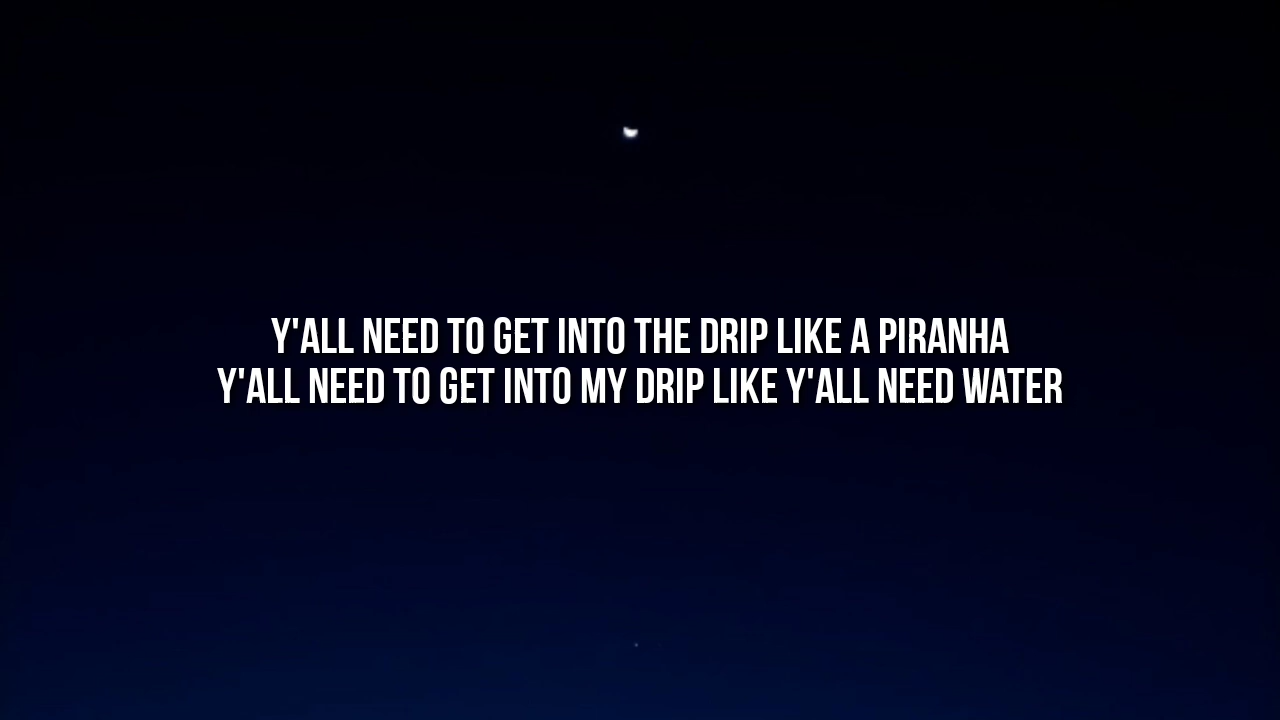 Y'ALL NEED TO GET INTO THE DRIP LIKE A PIRANHA
Y'ALL NEED TO GET INTO MY DRIP LIKE Y'ALL NEED WATER